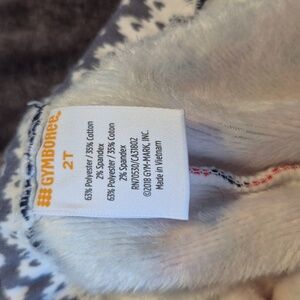 GYMBOREE
2T
63% Polyester / 35% Cotton
2% Spandex
63% Polyester / 35% Coton
2% Spandex
RN70530/CA31802
©2018 GYM-MARK, INC.
Made in Vietnam